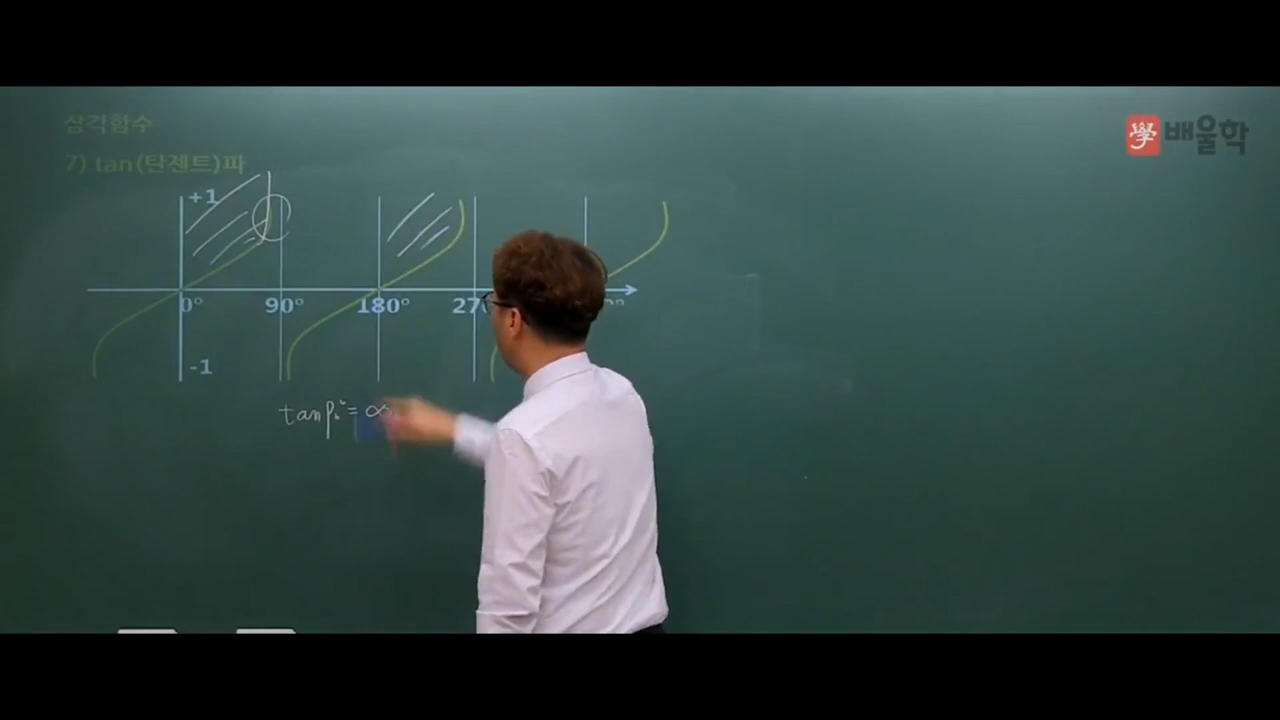 삼각함수
7) tan(탄젠트)파
學 배울학
+1
0° 90° 180° 27
-1
= ∞